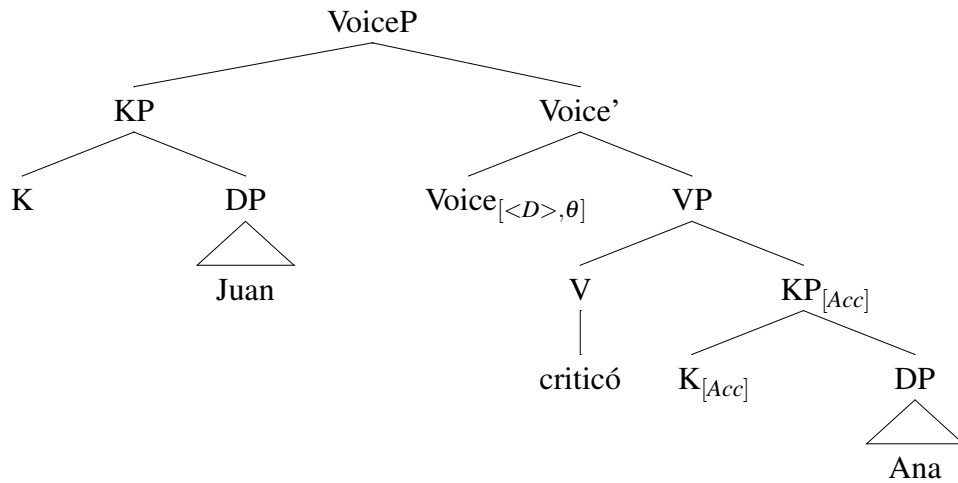 VoiceP
KP Voice’
K DP Voice[<D>,θ] VP
Juan V KP[Acc]
criticó K[Acc] DP
Ana